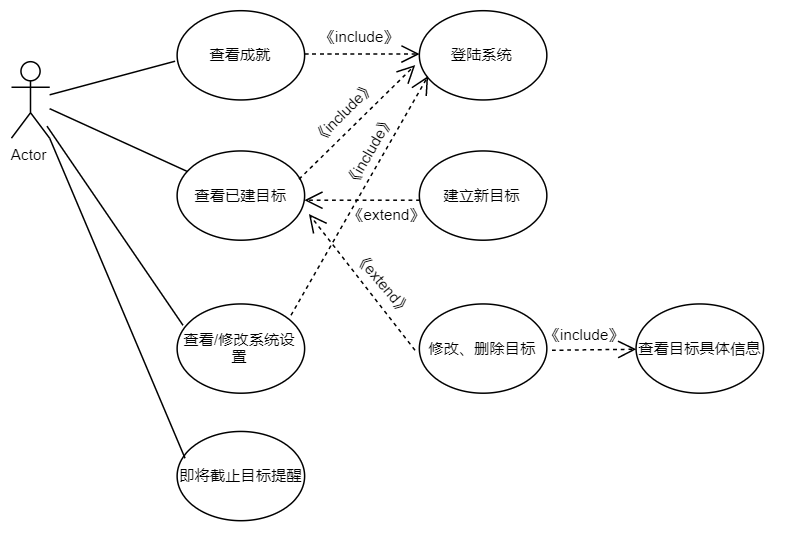 查看成就
《include》
登陆系统
《include》
Actor
《include》
查看已建目标
建立新目标
《extend》
《extend》
查看/修改系统设
置
修改、删除目标
《include》
查看目标具体信息
即将截止目标提醒